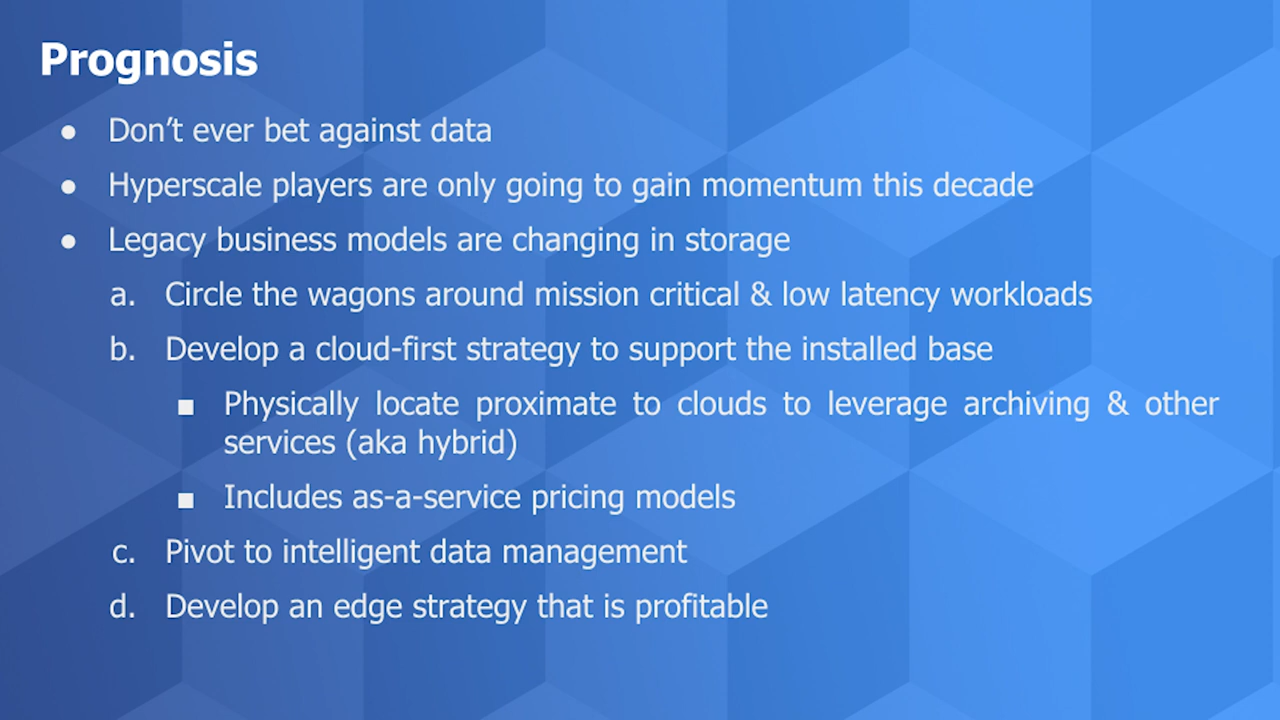 Prognosis
● Don't ever bet against data
● Hyperscale players are only going to gain momentum this decade
● Legacy business models are changing in storage
a. Circle the wagons around mission critical & low latency workloads
b. Develop a cloud-first strategy to support the installed base
■ Physically locate proximate to clouds to leverage archiving & other
services (aka hybrid)
■ Includes as-a-service pricing models
c. Pivot to intelligent data management
d. Develop an edge strategy that is profitable